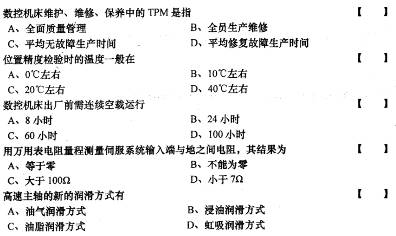 数控机床维护、维修、保养中的 TPM 是指 【 】
A、全面质量管理 B、全员生产维修
C、平均无故障生产时间 D、平均修复故障生产时间
位置精度检验时的温度一般在 【 】
A、0℃左右 B、10℃左右
C、20℃左右 D、40℃左右
数控机床出厂前需连续空载运行 【 】
A、8 小时 B、24 小时
C、60 小时 D、100 小时
用万用表电阻量程测量伺服系统输入端与地之间电阻，其结果为 【 】
A、等于零 B、不能为零
C、大于 100Ω D、小于 7Ω
高速主轴的新的润滑方式有 【 】
A、油气润滑方式 B、浸油润滑方式
C、油脂润滑方式 D、虹吸润滑方式